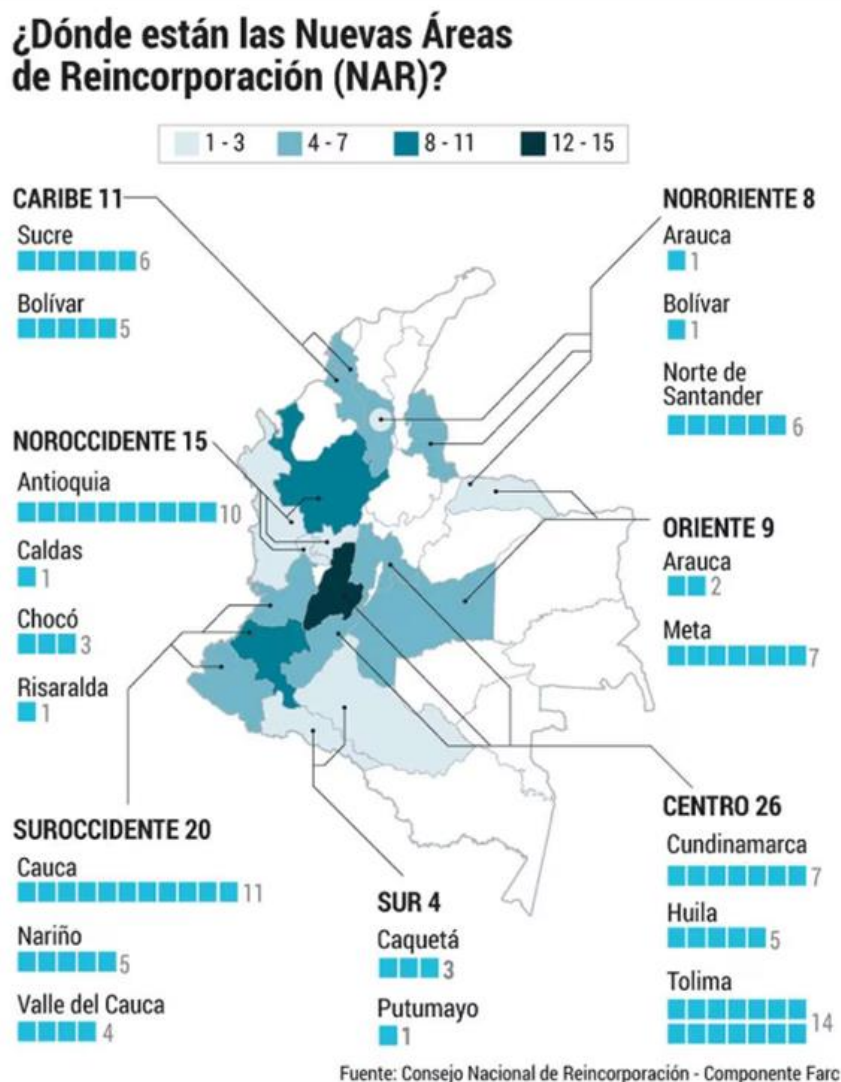 ¿Dónde están las Nuevas Áreas
de Reincorporación (NAR)?
1 - 3
4 - 7
8 - 11
12 - 15
CARIBE 11
Sucre
6
Bolívar
5
NORORIENTE 8
Arauca
1
Bolívar
1
Norte de
Santander
6
NOROCCIDENTE 15
Antioquia
10
Caldas
1
Chocó
3
Risaralda
1
ORIENTE 9
Arauca
2
Meta
7
SUROCCIDENTE 20
Cauca
11
Nariño
5
Valle del Cauca
4
SUR 4
Caquetá
3
Putumayo
1
CENTRO 26
Cundinamarca
7
Huila
5
Tolima
14
Fuente: Consejo Nacional de Reincorporación - Componente Farc